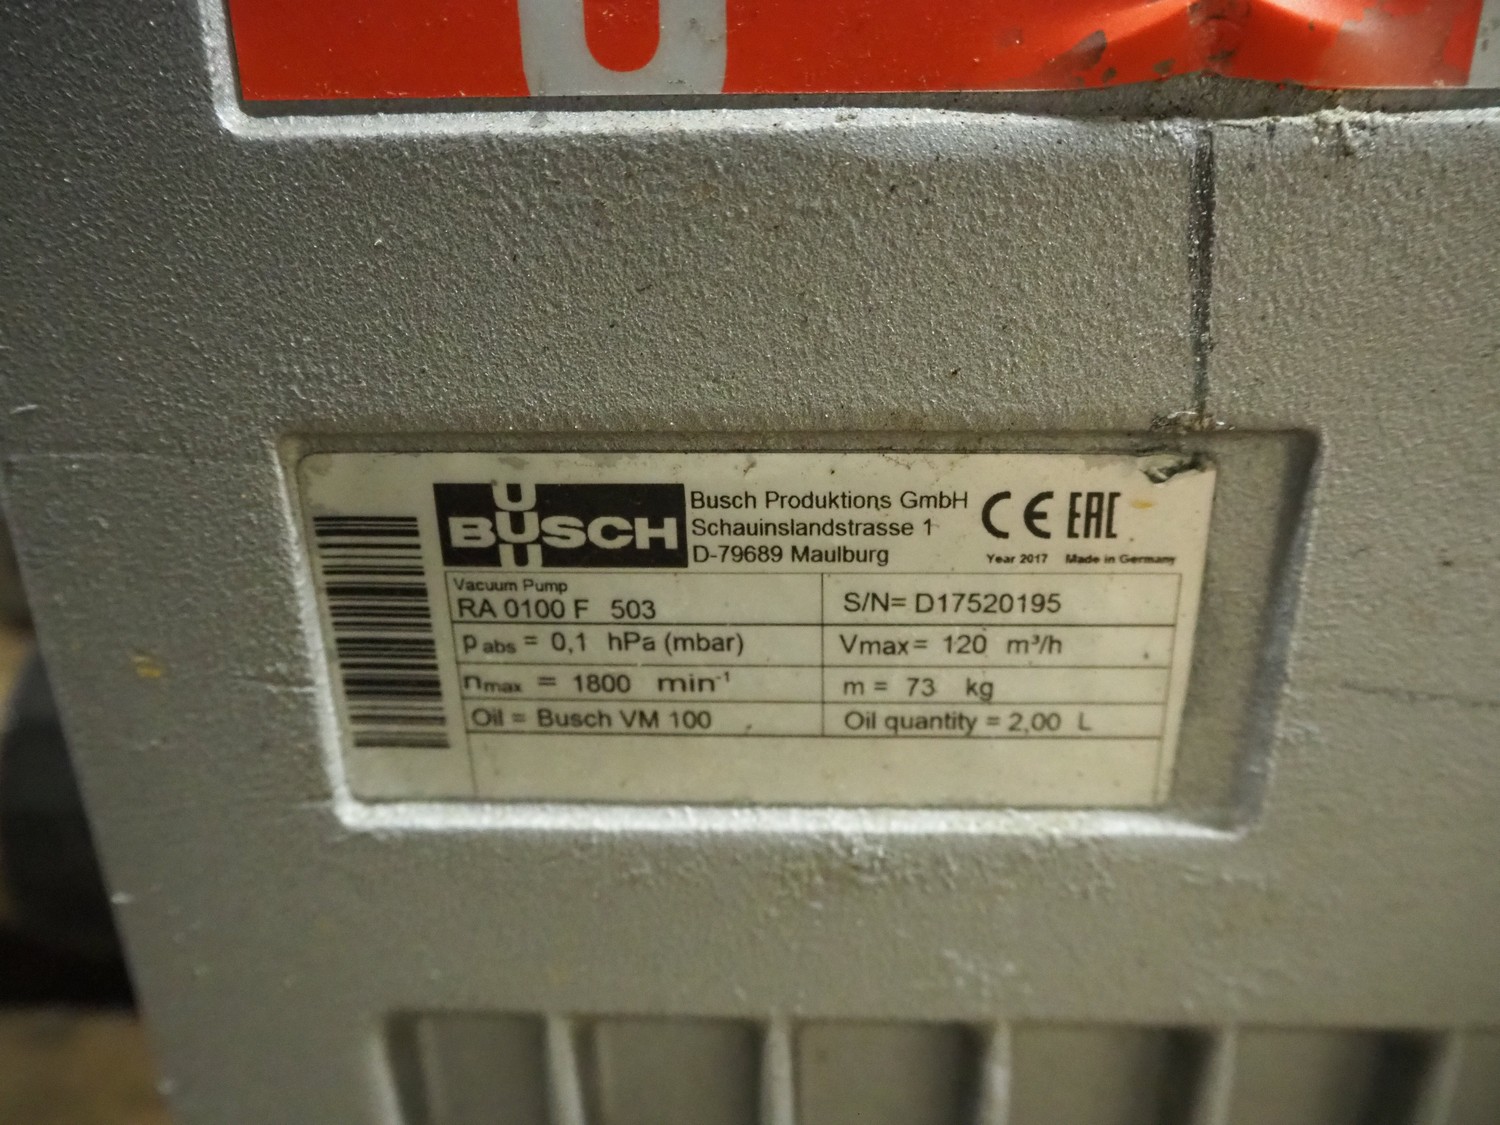 BUSCH
Busch Produktions GmbH
Schauinslandstrasse 1
D-79689 Maulburg
CE EAC
Year 2017 Made in Germany
Vacuum Pump
RA 0100 F 503
S/N= D17520195
p abs = 0,1 hPa (mbar)
Vmax= 120 m³/h
nmax = 1800 min⁻¹
m = 73 kg
Oil = Busch VM 100
Oil quantity = 2,00 L